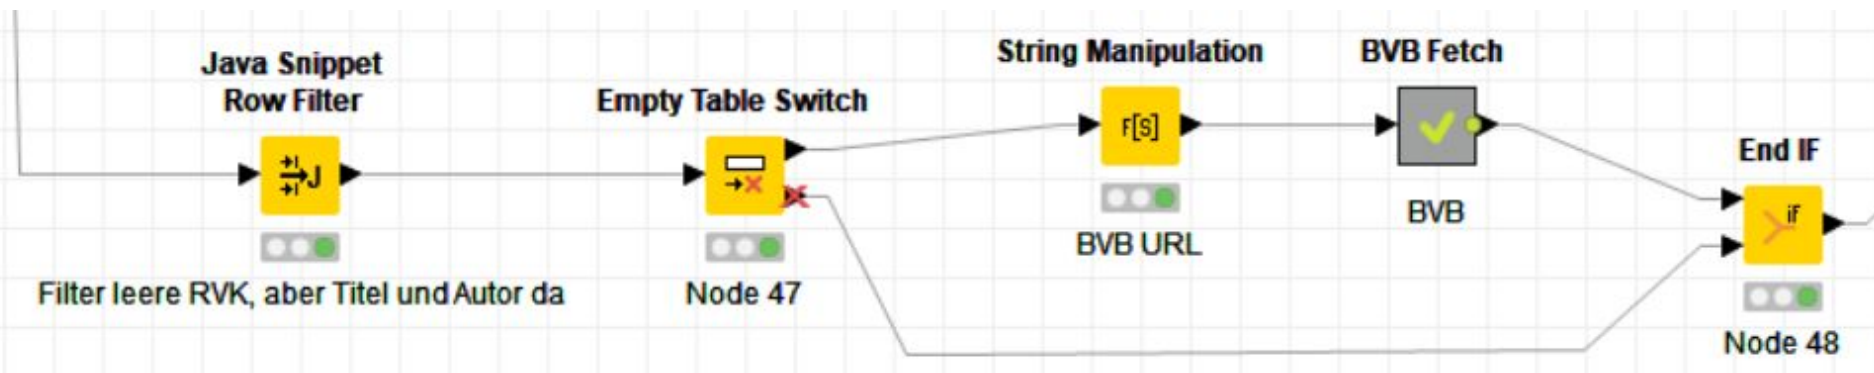 Java Snippet
Row Filter
J
Filter leere RVK, aber Titel und Autor da
Empty Table Switch
Node 47
String Manipulation
F[S]
BVB URL
BVB Fetch
BVB
End IF
iF
Node 48